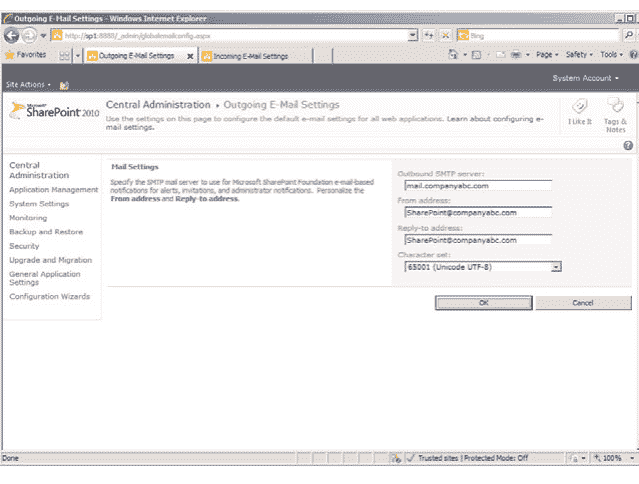 Outgoing E-Mail Settings - Windows Internet Explorer
http://sp1:8888/_admin/globalemailconfig.aspx
Bing
Favorites
Outgoing E-Mail Settings
Incoming E-Mail Settings
Page
Safety
Tools
System Account
Site Actions
Microsoft
SharePoint 2010
Central Administration
Outgoing E-Mail Settings
Use the settings on this page to configure the default e-mail settings for all web applications. Learn about configuring e-
mail settings.
I Like It
Tags &
Notes
Central
Administration
Application Management
System Settings
Monitoring
Backup and Restore
Security
Upgrade and Migration
General Application
Settings
Configuration Wizards
Mail Settings
Specify the SMTP mail server to use for Microsoft SharePoint Foundation e-mail-based
notifications for alerts, invitations, and administrator notifications. Personalize the
From address and Reply-to address.
Outbound SMTP server:
mail.companyabc.com
From address:
SharePoint@companyabc.com
Reply-to address:
SharePoint@companyabc.com
Character set:
65001 (Unicode UTF-8)
OK
Cancel
Done
Trusted sites | Protected Mode: Off
100%